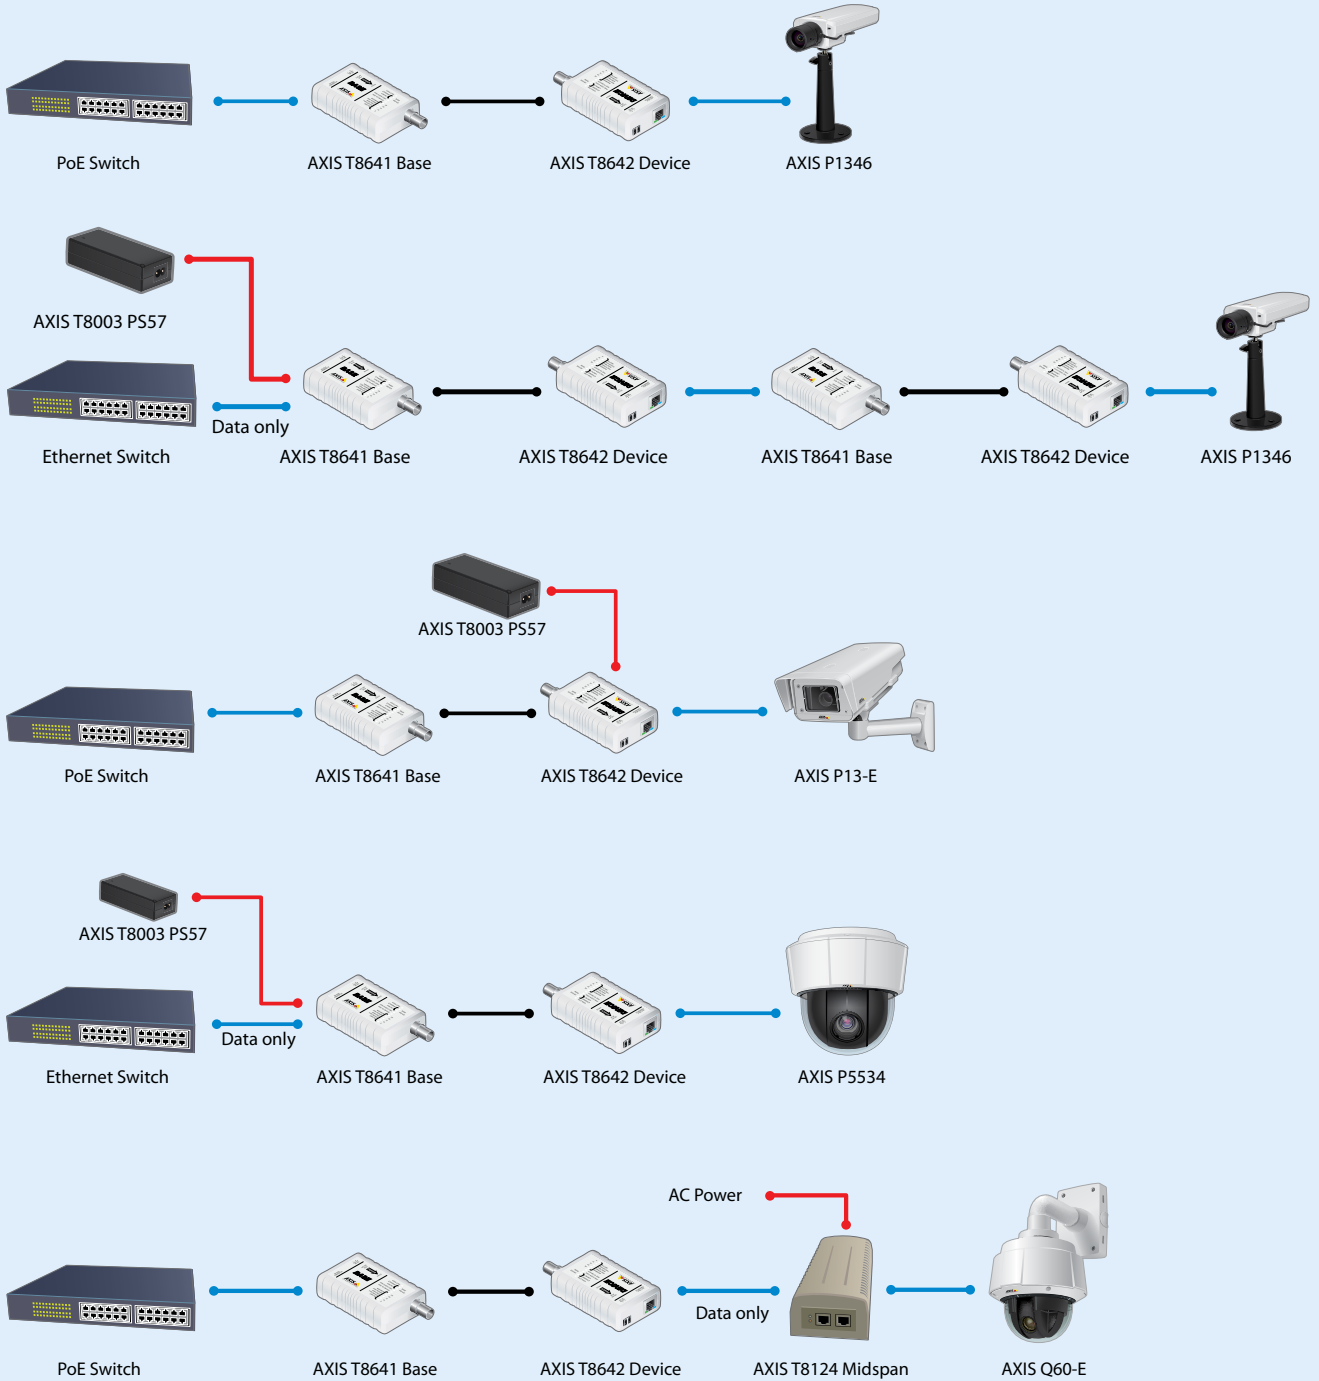 PoE Switch
AXIS T8641 Base
AXIS T8642 Device
AXIS P1346
AXIS T8003 PS57
Data only
Ethernet Switch
AXIS T8641 Base
AXIS T8642 Device
AXIS T8641 Base
AXIS T8642 Device
AXIS P1346
AXIS T8003 PS57
PoE Switch
AXIS T8641 Base
AXIS T8642 Device
AXIS P13-E
AXIS T8003 PS57
Data only
Ethernet Switch
AXIS T8641 Base
AXIS T8642 Device
AXIS P5534
AC Power
Data only
PoE Switch
AXIS T8641 Base
AXIS T8642 Device
AXIS T8124 Midspan
AXIS Q60-E